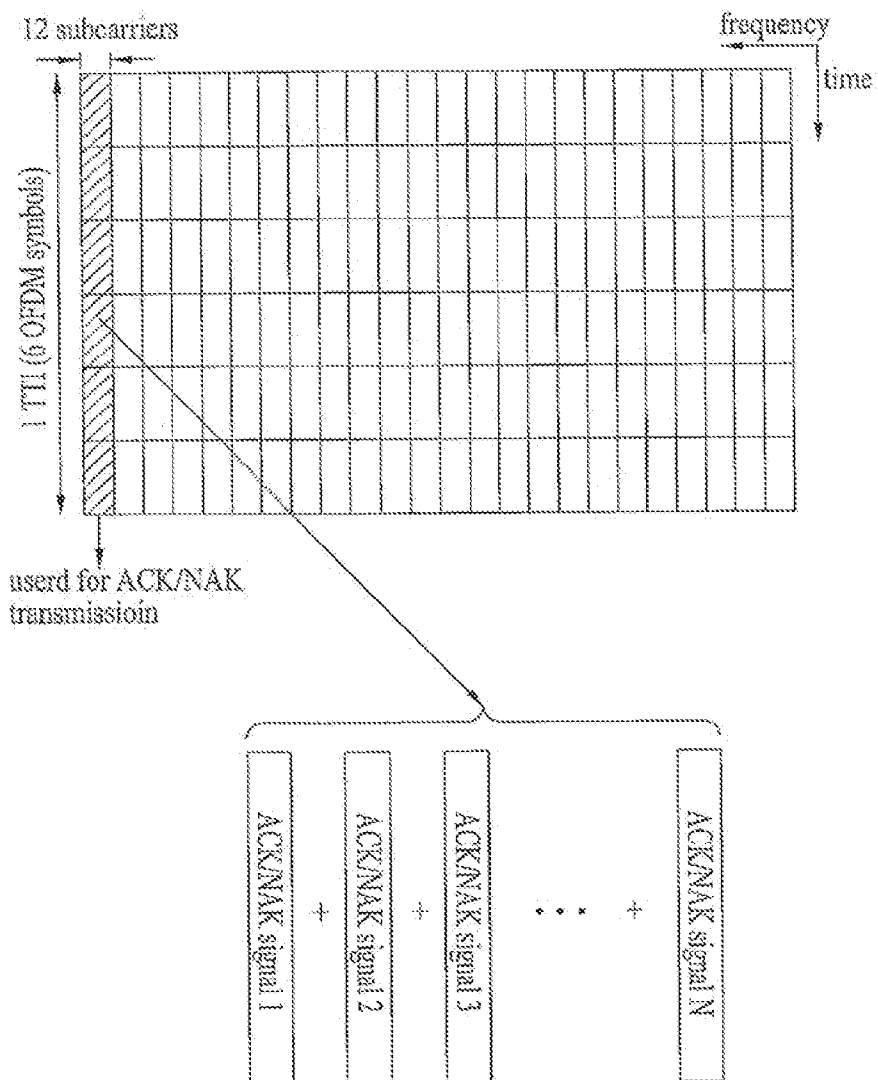 12 subcarriers
frequency
time
1 TTI (6 OFDM symbols)
userd for ACK/NAK
transmissioin
ACK/NAK signal 1
+
ACK/NAK signal 2
+
ACK/NAK signal 3
• • •
+
ACK/NAK signal N